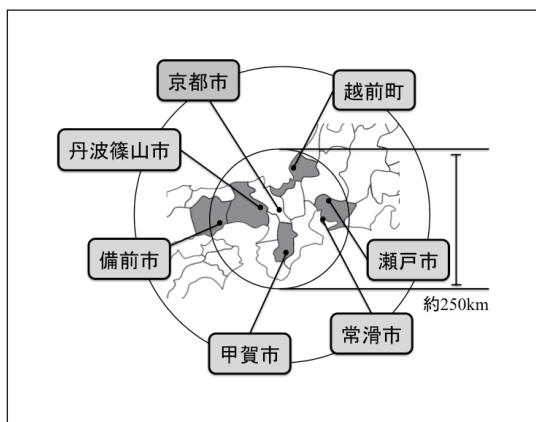 京都市
越前町
丹波篠山市
備前市
瀬戸市
約250km
常滑市
甲賀市